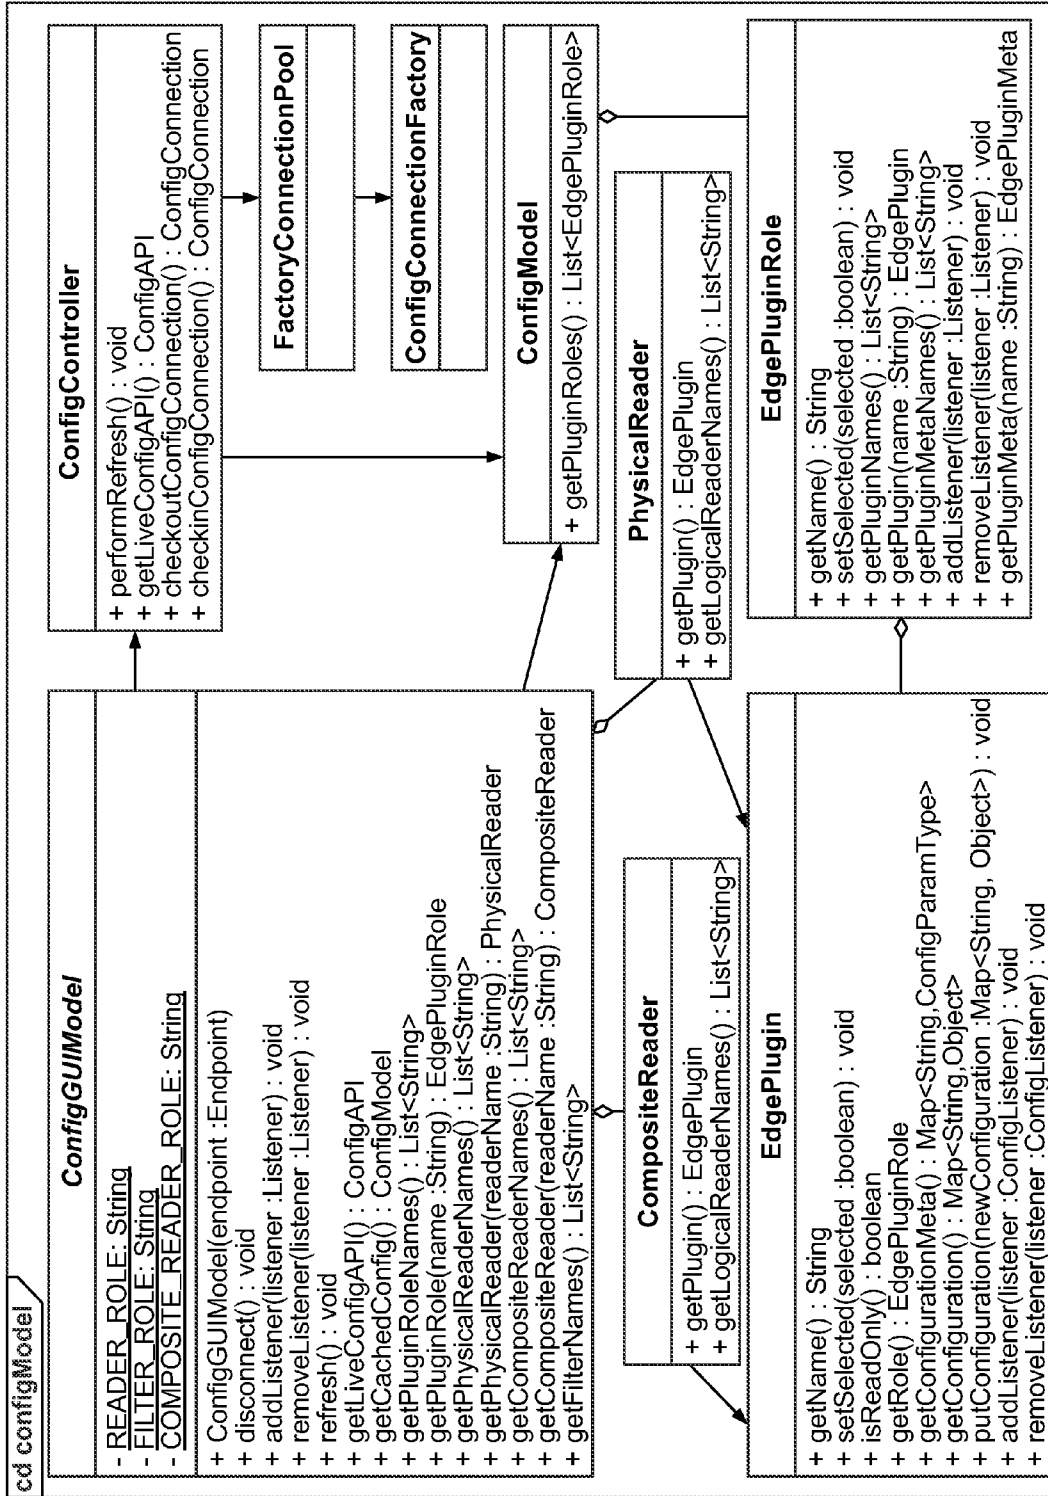 cd configModel
ConfigGUIModel
- READER_ROLE: String
- FILTER_ROLE: String
- COMPOSITE_READER_ROLE: String
+ ConfigGUIModel(endpoint :Endpoint)
+ disconnect() : void
+ addListener(listener :Listener) : void
+ removeListener(listener :Listener) : void
+ refresh() : void
+ getLiveConfigAPI() : ConfigAPI
+ getCachedConfig() : ConfigModel
+ getPluginRoleNames() : List<String>
+ getPluginRole(name :String) : EdgePluginRole
+ getPhysicalReaderNames() : List<String>
+ getPhysicalReader(readerName :String) : PhysicalReader
+ getCompositeReaderNames() : List<String>
+ getCompositeReader(readerName :String) : CompositeReader
+ getFilterNames() : List<String>
ConfigController
+ performRefresh() : void
+ getLiveConfigAPI() : ConfigAPI
+ checkoutConfigConnection() : ConfigConnection
+ checkinConfigConnection() : ConfigConnection
FactoryConnectionPool
ConfigConnectionFactory
ConfigModel
+ getPluginRoles() : List<EdgePluginRole>
CompositeReader
+ getPlugin() : EdgePlugin
+ getLogicalReaderNames() : List<String>
PhysicalReader
+ getPlugin() : EdgePlugin
+ getLogicalReaderNames() : List<String>
EdgePlugin
+ getName() : String
+ setSelected(selected :boolean) : void
+ isReadOnly() : boolean
+ getRole() : EdgePluginRole
+ getConfigurationMeta() : Map<String,ConfigParamType>
+ getConfiguration() : Map<String,Object>
+ putConfiguration(newConfiguration :Map<String, Object>) : void
+ addListener(listener :ConfigListener) : void
+ removeListener(listener :ConfigListener) : void
EdgePluginRole
+ getName() : String
+ setSelected(selected :boolean) : void
+ getPluginNames() : List<String>
+ getPlugin(name :String) : EdgePlugin
+ getPluginMetaNames() : List<String>
+ addListener(listener :Listener) : void
+ removeListener(listener :Listener) : void
+ getPluginMeta(name :String) : EdgePluginMeta